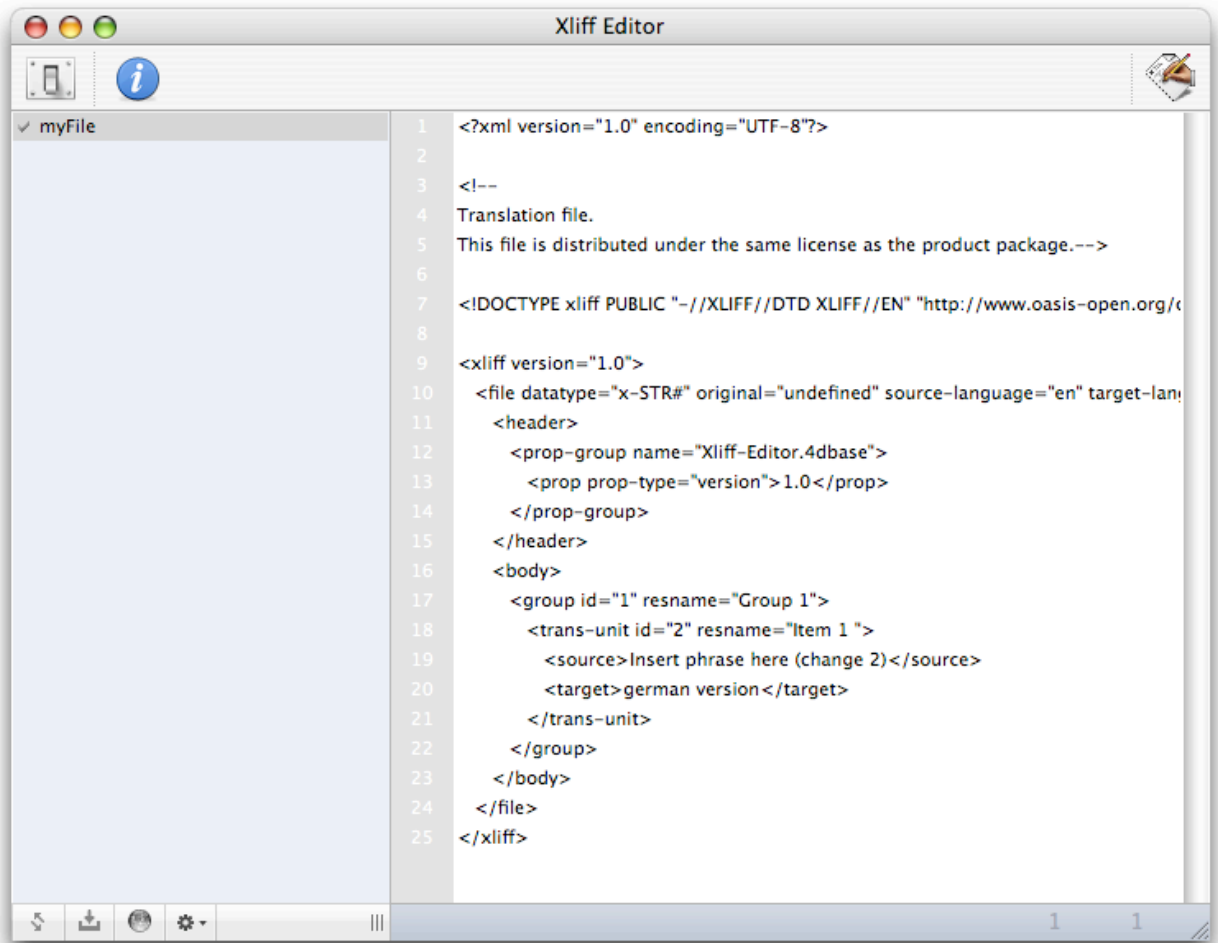 Xliff Editor
myFile
1 <?xml version="1.0" encoding="UTF-8"?>
2
3 <!--
4 Translation file.
5 This file is distributed under the same license as the product package.-->
6
7 <!DOCTYPE xliff PUBLIC "-//XLIFF//DTD XLIFF//EN" "http://www.oasis-open.org/
8
9 <xliff version="1.0">
10 <file datatype="x-STR#" original="undefined" source-language="en" target-lang
11 <header>
12 <prop-group name="Xliff-Editor.4dbase">
13 <prop prop-type="version">1.0</prop>
14 </prop-group>
15 </header>
16 <body>
17 <group id="1" resname="Group 1">
18 <trans-unit id="2" resname="Item 1 ">
19 <source>Insert phrase here (change 2)</source>
20 <target>german version</target>
21 </trans-unit>
22 </group>
23 </body>
24 </file>
25 </xliff>
1 1